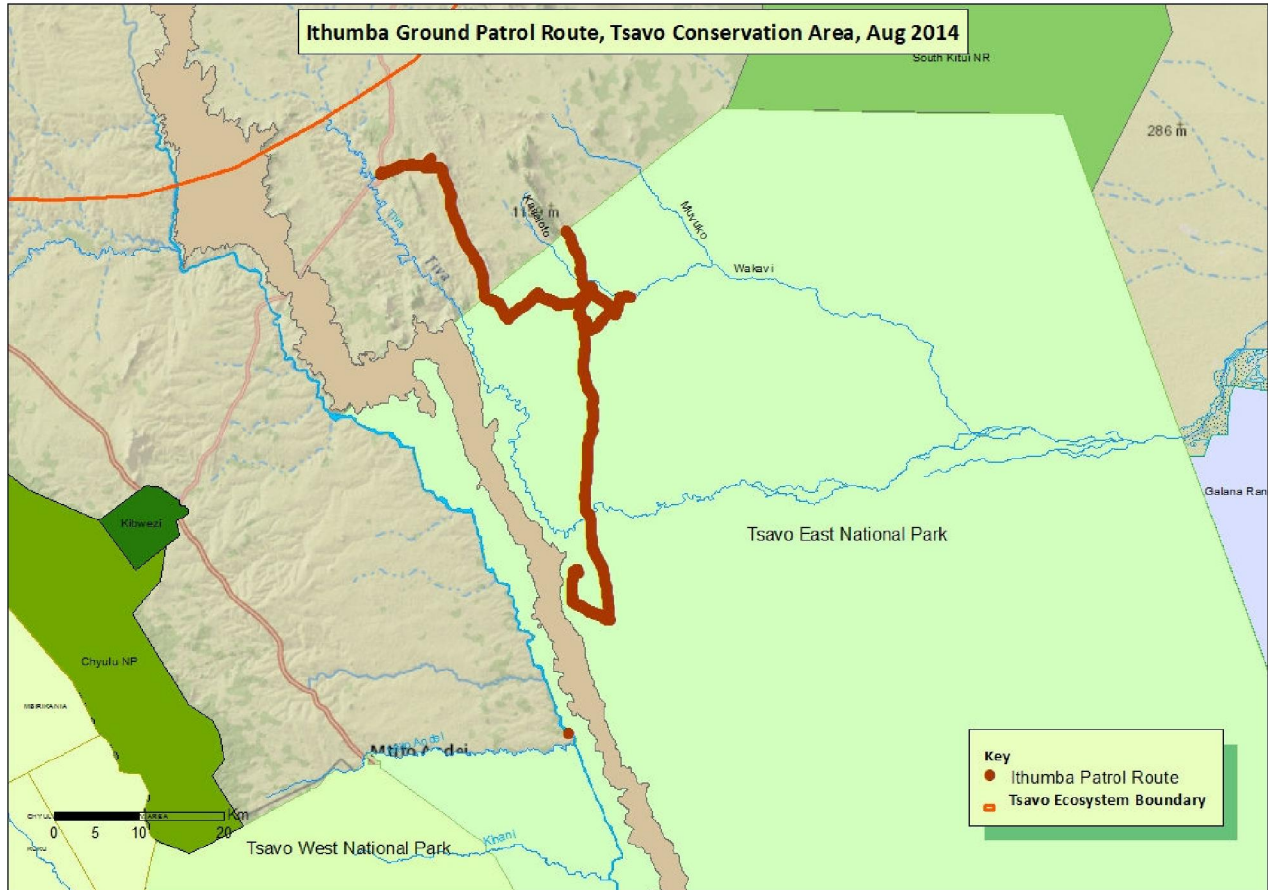 Ithumba Ground Patrol Route, Tsavo Conservation Area, Aug 2014
South Kitui NR
286 m
Tiva
Tiva
Muvuko
Wakavi
Galana Ran
Tsavo East National Park
Kibwezi
Chyulu NP
Mtito Andei
Key
Ithumba Patrol Route
Tsavo Ecosystem Boundary
Km
0 5 10 20
Tsavo West National Park
Khani